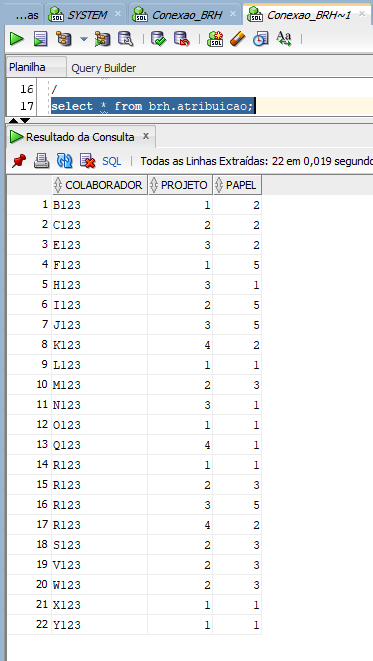 ...as SYSTEM Conexao_BRH Conexao_BRH~1
SQL
Aa
Planilha Query Builder
16 /
17 select * from brh.atribuicao;
Resultado da Consulta x
SQL | Todas as Linhas Extraídas: 22 em 0,019 segundo
COLABORADOR PROJETO PAPEL
1 B123 1 2
2 C123 2 2
3 E123 3 2
4 F123 1 5
5 H123 3 1
6 I123 2 5
7 J123 3 5
8 K123 4 2
9 L123 1 1
10 M123 2 3
11 N123 3 1
12 O123 1 1
13 Q123 4 1
14 R123 1 1
15 R123 2 3
16 R123 3 5
17 R123 4 2
18 S123 2 3
19 V123 2 3
20 W123 2 3
21 X123 1 1
22 Y123 1 1